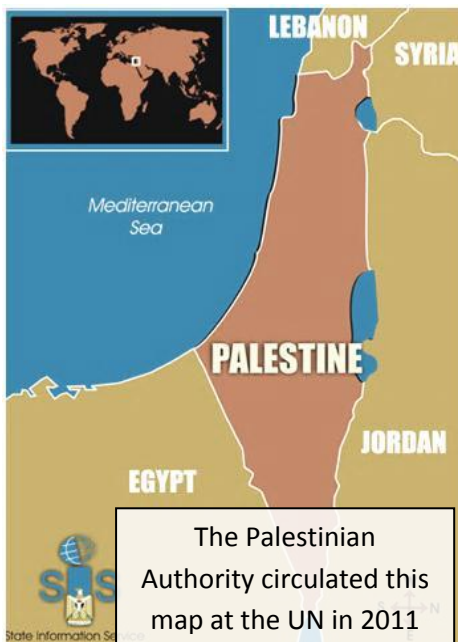 LEBANON
SYRIA
Mediterranean
Sea
PALESTINE
JORDAN
EGYPT
The Palestinian
Authority circulated this
map at the UN in 2011
SIS
State Information Service
N